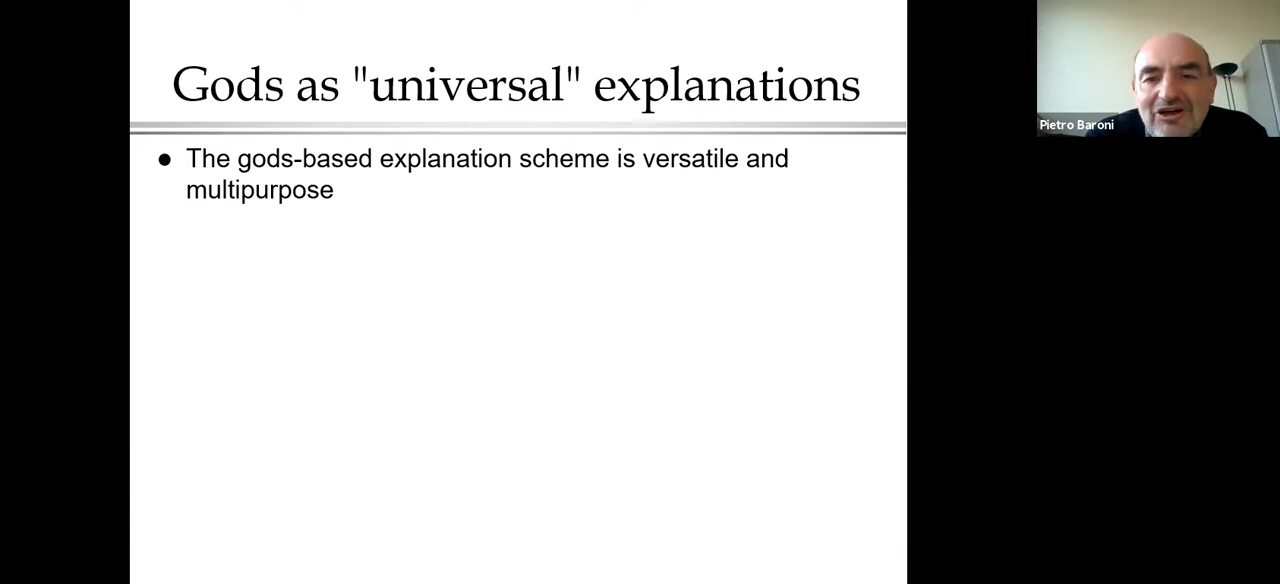 Gods as "universal" explanations
● The gods-based explanation scheme is versatile and
multipurpose
Pietro Baroni